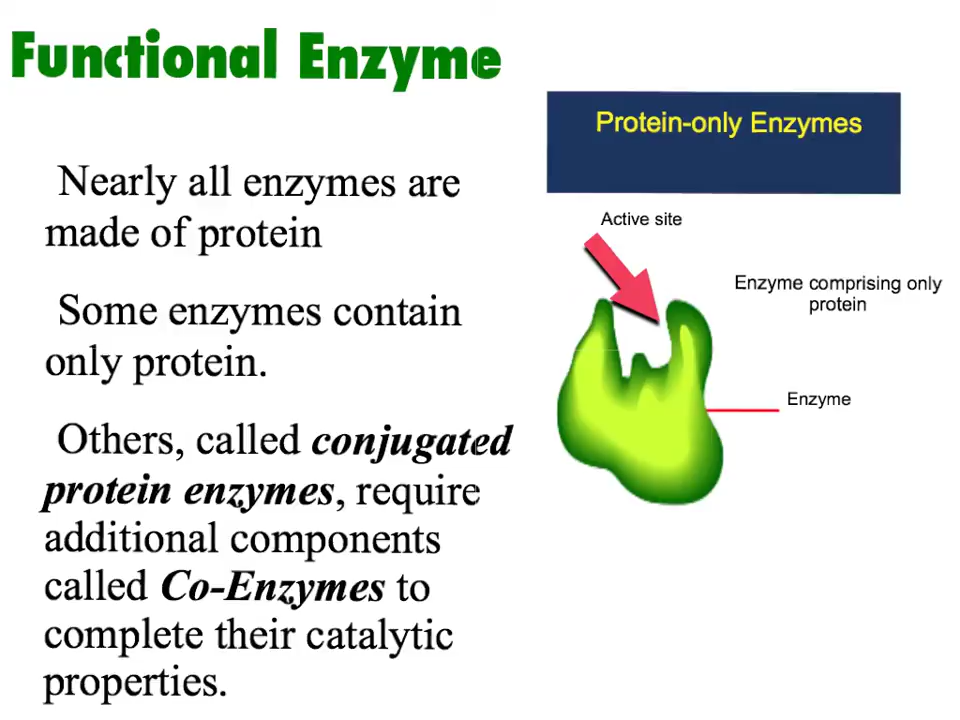 Functional Enzyme
Protein-only Enzymes
Nearly all enzymes are
made of protein
Some enzymes contain
only protein.
Others, called conjugated
protein enzymes, require
additional components
called Co-Enzymes to
complete their catalytic
properties.
Active site
Enzyme comprising only
protein
Enzyme